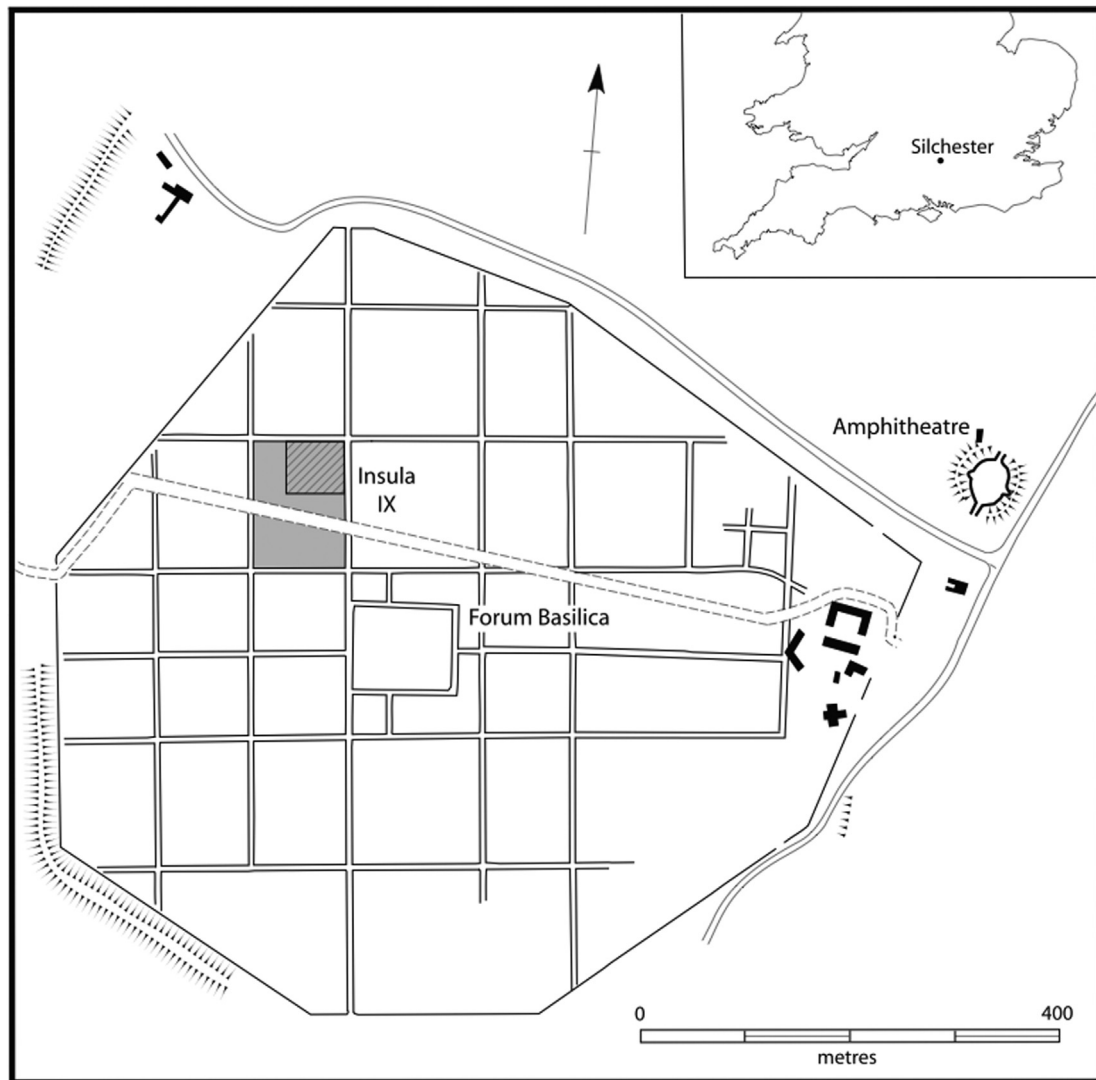 Silchester
Amphitheatre
Insula
IX
Forum Basilica
0 400
metres